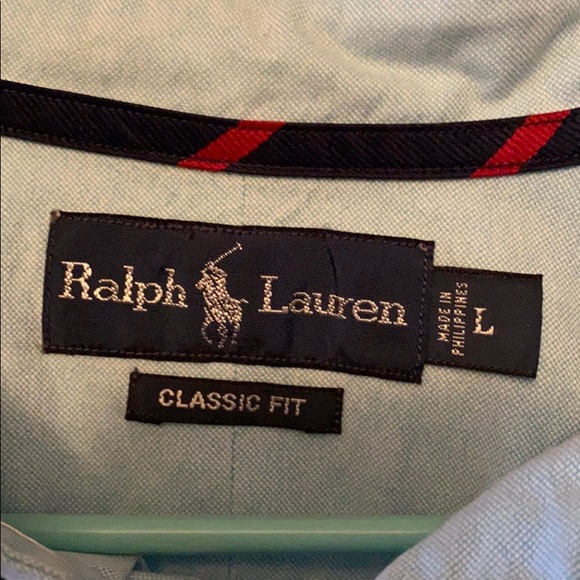 Ralph Lauren
MADE IN
PHILIPPINES
L
CLASSIC FIT